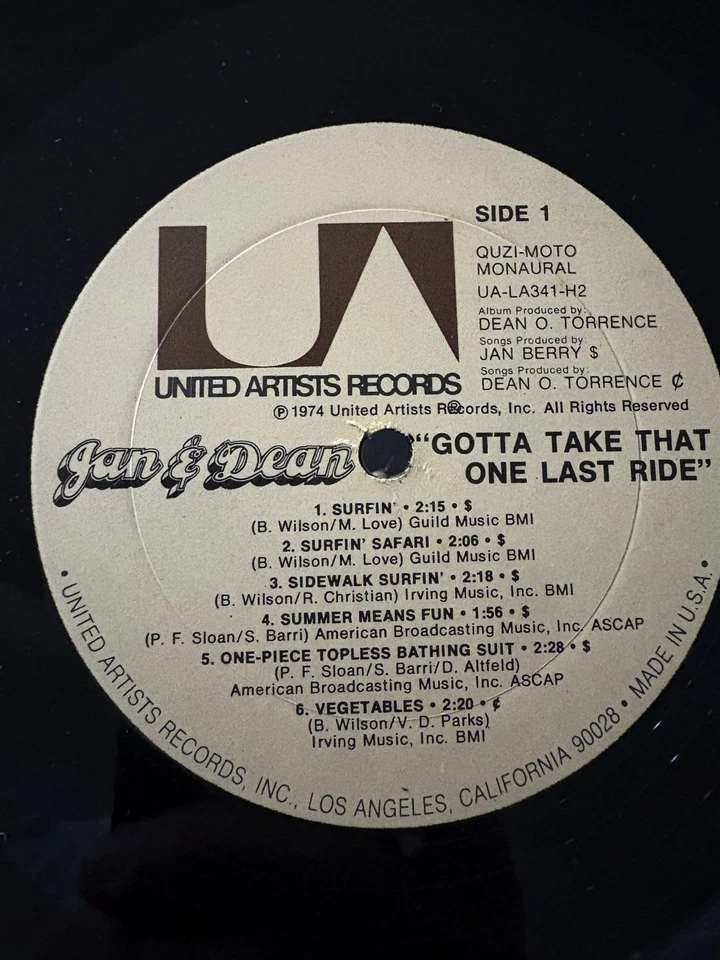 SIDE 1
QUZI-MOTO
MONAURAL
UA-LA341-H2
Album Produced by:
DEAN O. TORRENCE
Songs Produced by:
JAN BERRY $
Songs Produced by:
DEAN O. TORRENCE ¢
UA
UNITED ARTISTS RECORDS
®
℗ 1974 United Artists Records, Inc. All Rights Reserved
Jan & Dean
"GOTTA TAKE THAT
ONE LAST RIDE"
1. SURFIN' • 2:15 • $
(B. Wilson/M. Love) Guild Music BMI
2. SURFIN' SAFARI • 2:06 • $
(B. Wilson/M. Love) Guild Music BMI
3. SIDEWALK SURFIN' • 2:18 • $
(B. Wilson/R. Christian) Irving Music, Inc. BMI
4. SUMMER MEANS FUN • 1:56 • $
(P. F. Sloan/S. Barri) American Broadcasting Music, Inc. ASCAP
5. ONE-PIECE TOPLESS BATHING SUIT • 2:28 • $
(P. F. Sloan/S. Barri/D. Altfeld)
American Broadcasting Music, Inc. ASCAP
6. VEGETABLES • 2:20 • ¢
(B. Wilson/V. D. Parks)
Irving Music, Inc. BMI
• UNITED ARTISTS RECORDS, INC., LOS ANGELES, CALIFORNIA 90028 • MADE IN U.S.A. •